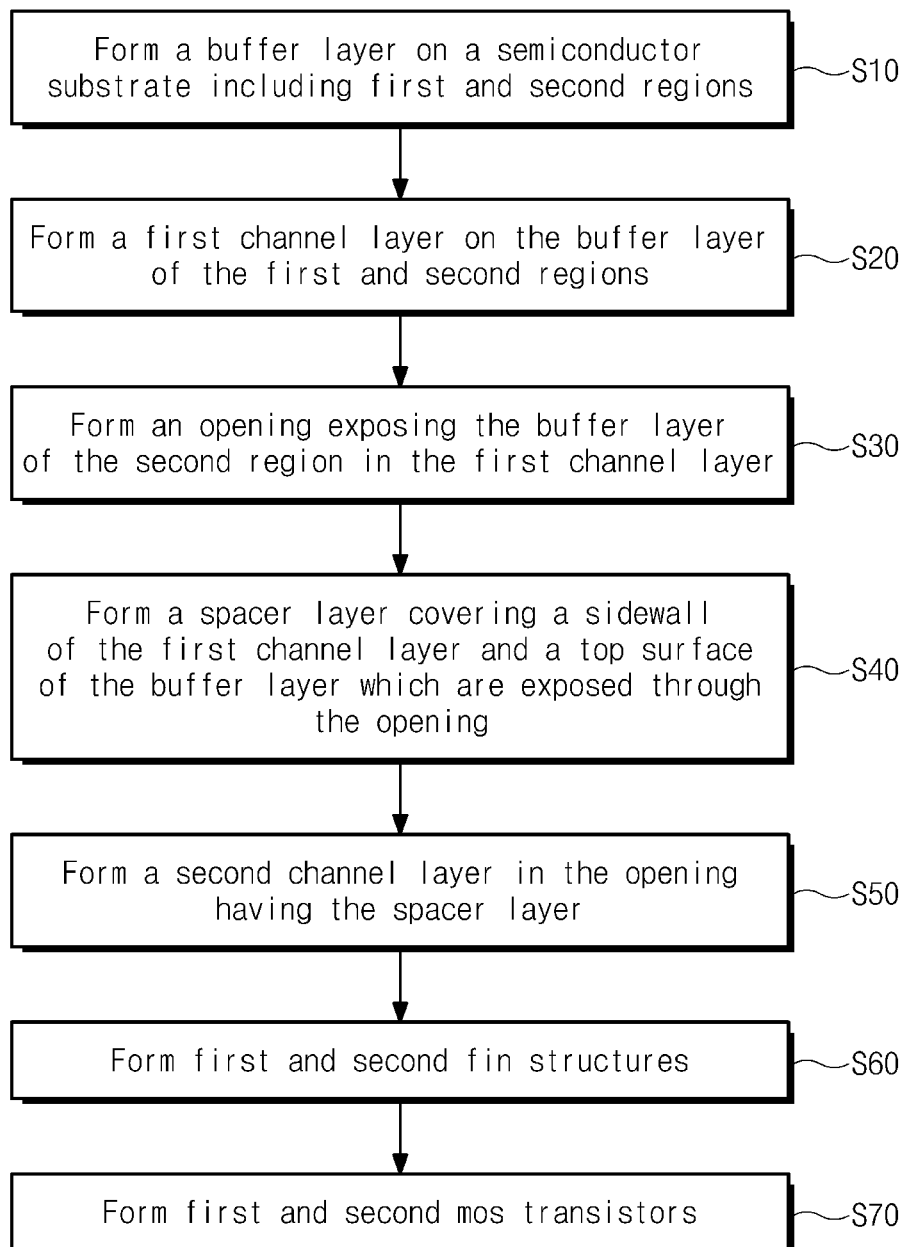 Form a buffer layer on a semiconductor
substrate including first and second regions
S10
Form a first channel layer on the buffer layer
of the first and second regions
S20
Form an opening exposing the buffer layer
of the second region in the first channel layer
S30
Form a spacer layer covering a sidewall
of the first channel layer and a top surface
of the buffer layer which are exposed through
the opening
S40
Form a second channel layer in the opening
having the spacer layer
S50
Form first and second fin structures
S60
Form first and second mos transistors
S70